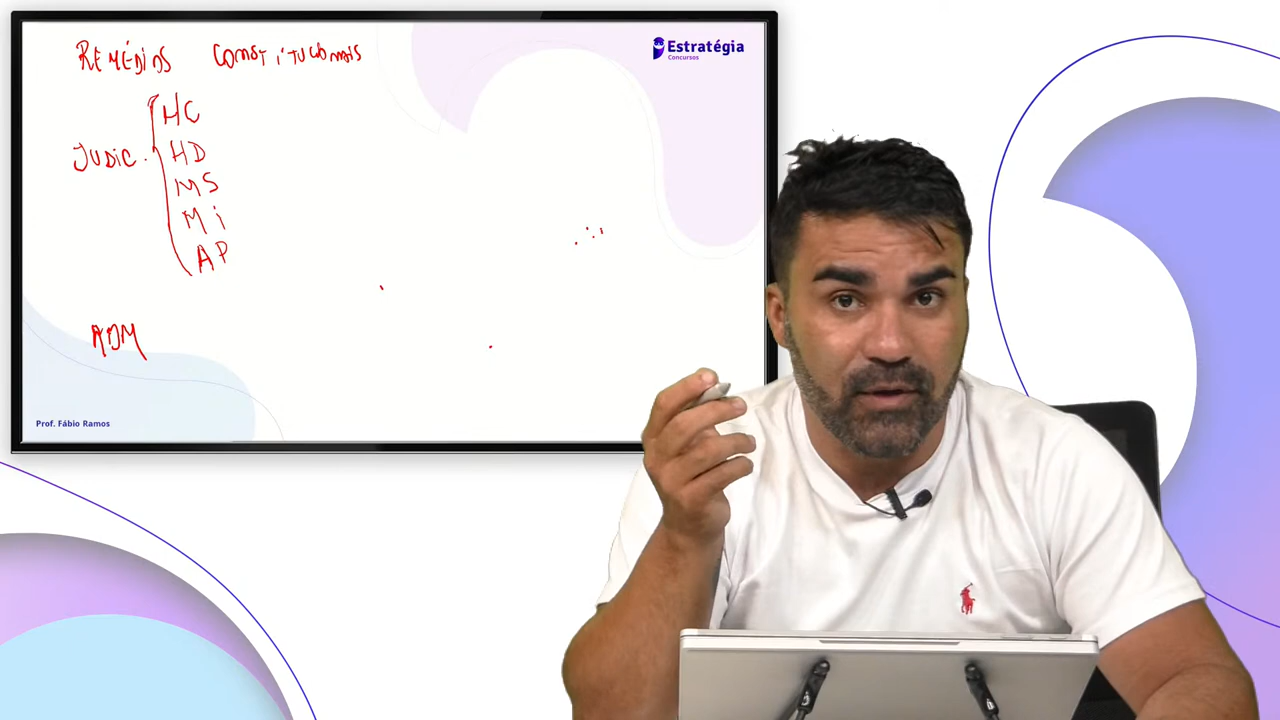 REMÉDIOS CONSTITUCIONAIS
Estratégia
Concursos
HC
JUDIC. HD
MS
Mi
AP
ADM
Prof. Fábio Ramos